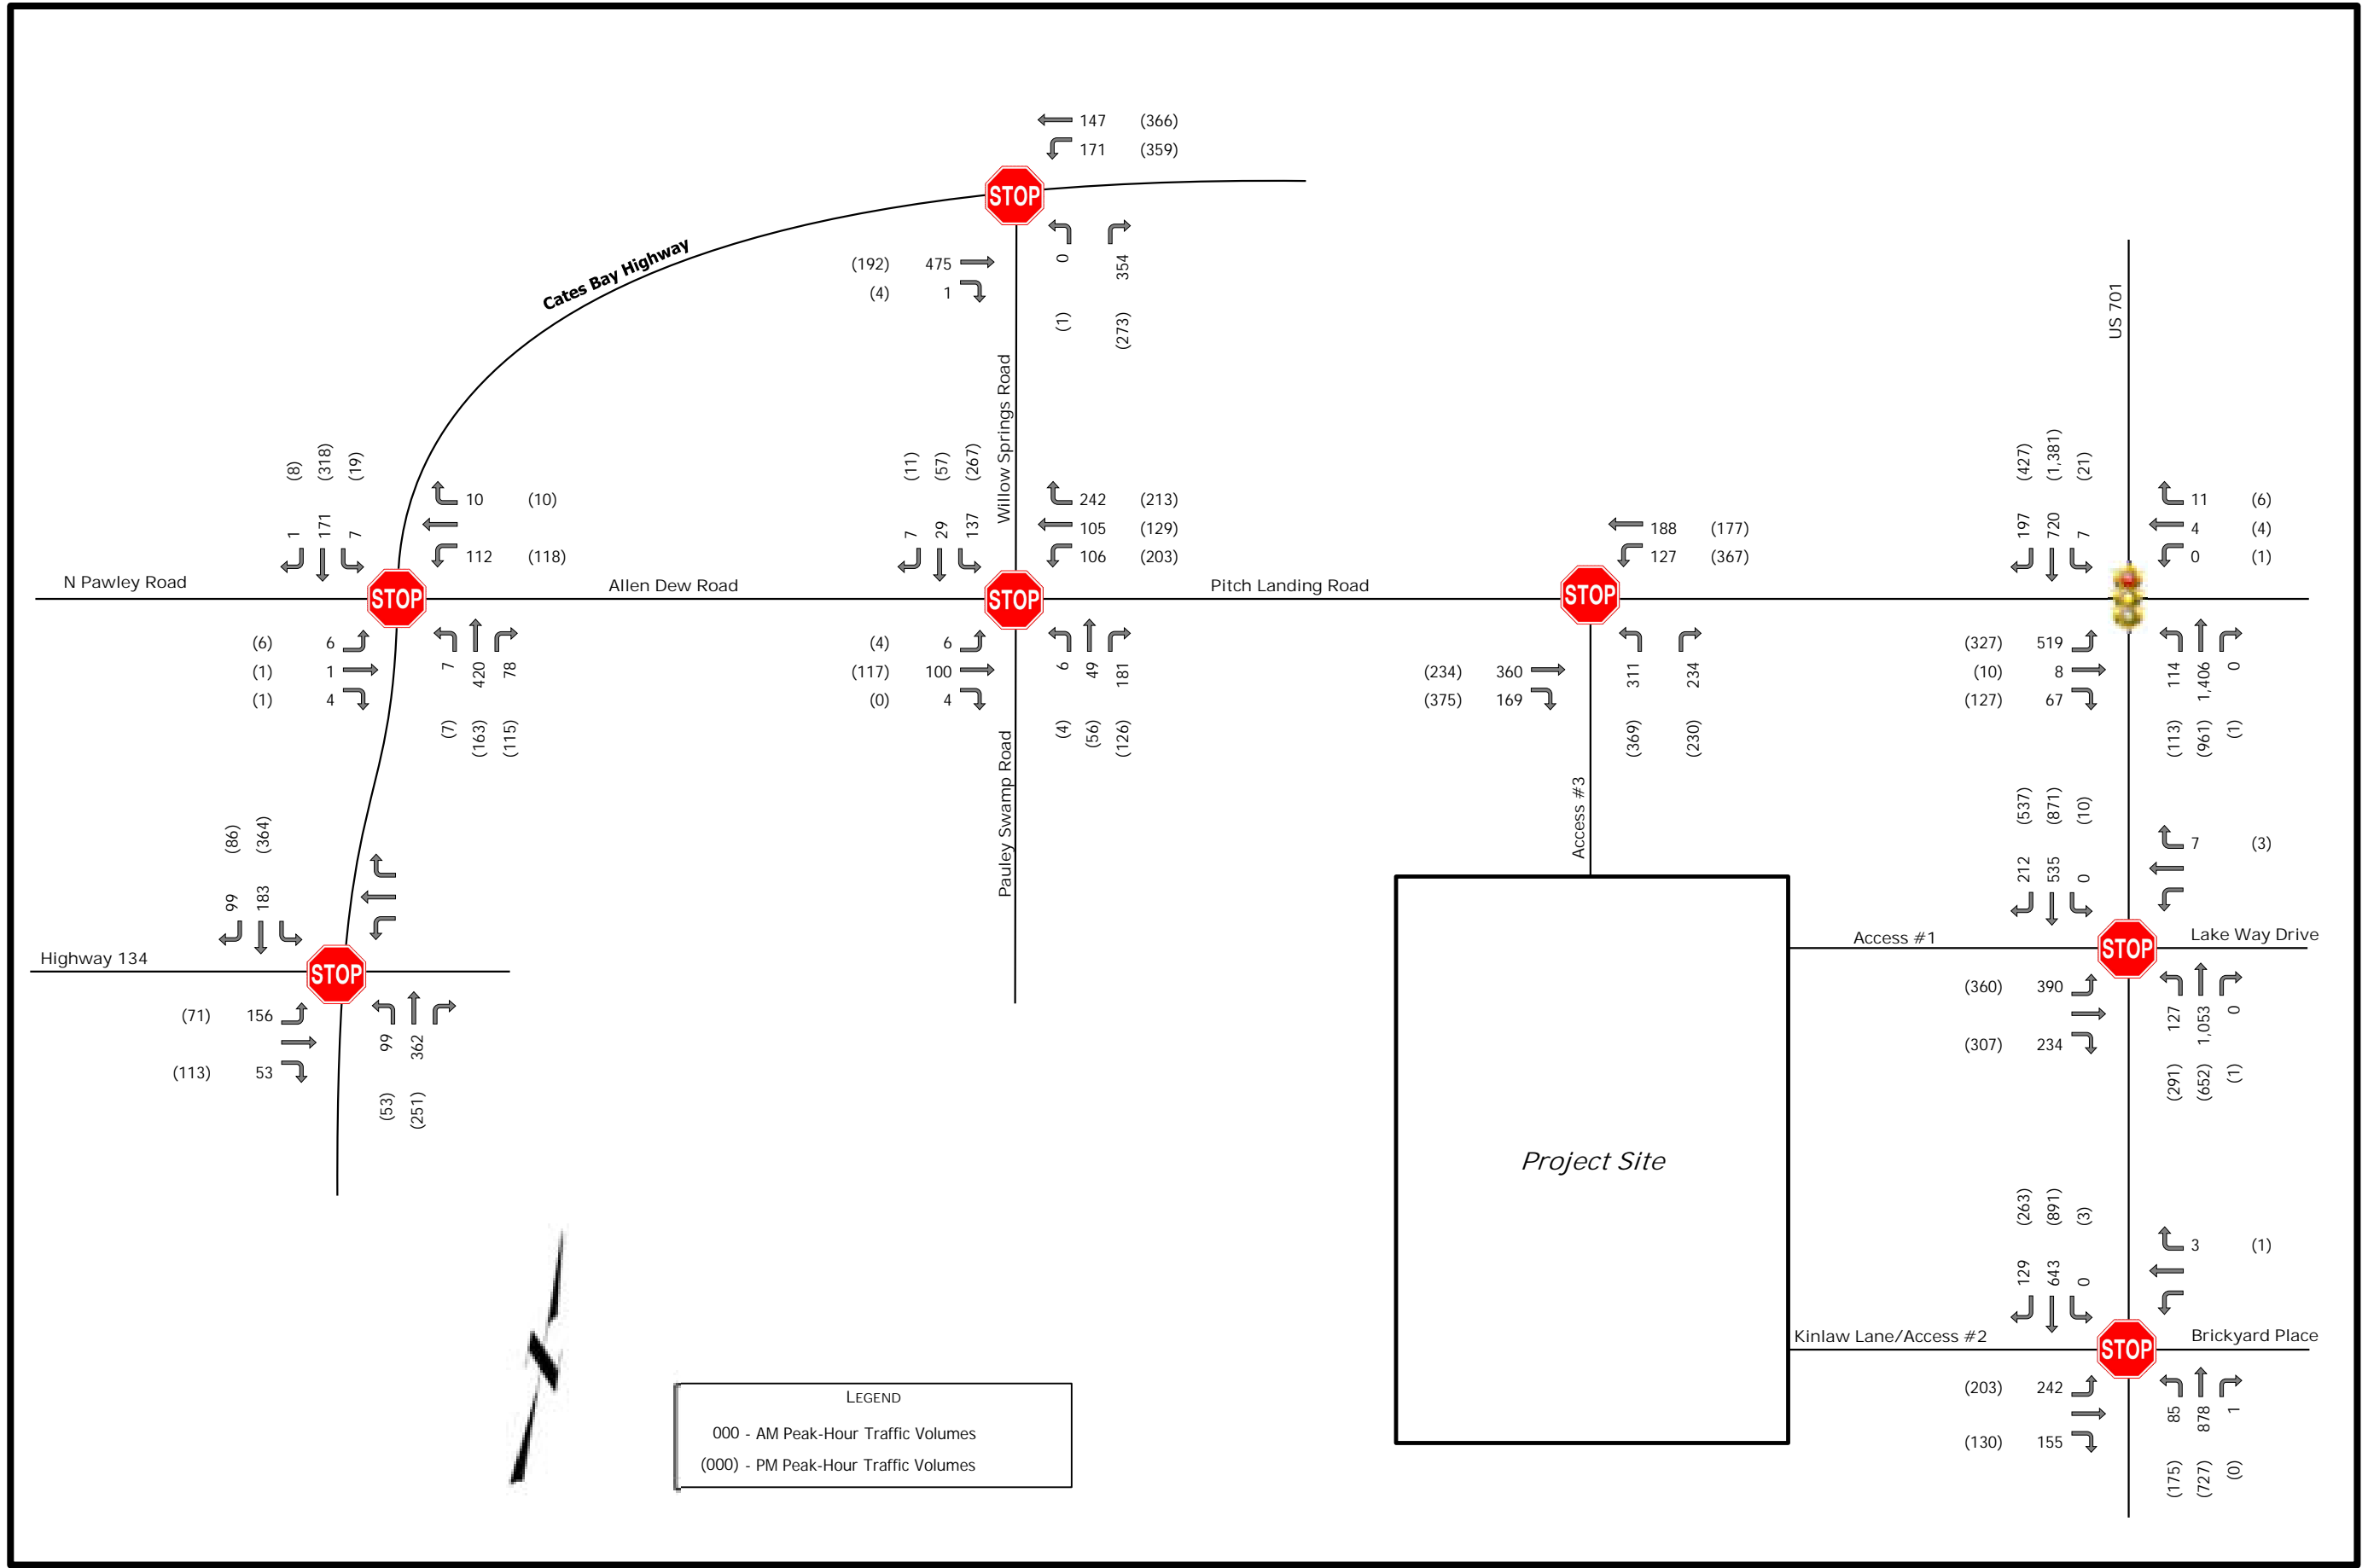 147 (366)
171 (359)
STOP
Cates Bay Highway
(192) 475
(4) 1
0 354
(1) (273)
Willow Springs Road
US 701
(8) (318) (19)
1 171 7
10 (10)
112 (118)
(11) (57) (267)
7 29 137
242 (213)
105 (129)
106 (203)
188 (177)
127 (367)
(427) (1,381) (21)
197 720 7
11 (6)
4 (4)
0 (1)
N Pawley Road
STOP
Allen Dew Road
STOP
Pitch Landing Road
STOP
(6) 6
(1) 1
(1) 4
7 420 78
(7) (163) (115)
(4) 6
(117) 100
(0) 4
6 49 181
(4) (56) (126)
(234) 360
(375) 169
311 234
(369) (230)
(327) 519
(10) 8
(127) 67
114 1,406 0
(113) (961) (1)
Pauley Swamp Road
Access #3
(86) (364)
99 183
Highway 134
STOP
(71) 156
(113) 53
99 362
(53) (251)
(537) (871) (10)
212 535 0
7 (3)
Access #1
STOP
Lake Way Drive
(360) 390
(307) 234
127 1,053 0
(291) (652) (1)
Project Site
(263) (891) (3)
129 643 0
3 (1)
Kinlaw Lane/Access #2
STOP
Brickyard Place
(203) 242
(130) 155
85 878 1
(175) (727) (0)
N
LEGEND
000 - AM Peak-Hour Traffic Volumes
(000) - PM Peak-Hour Traffic Volumes